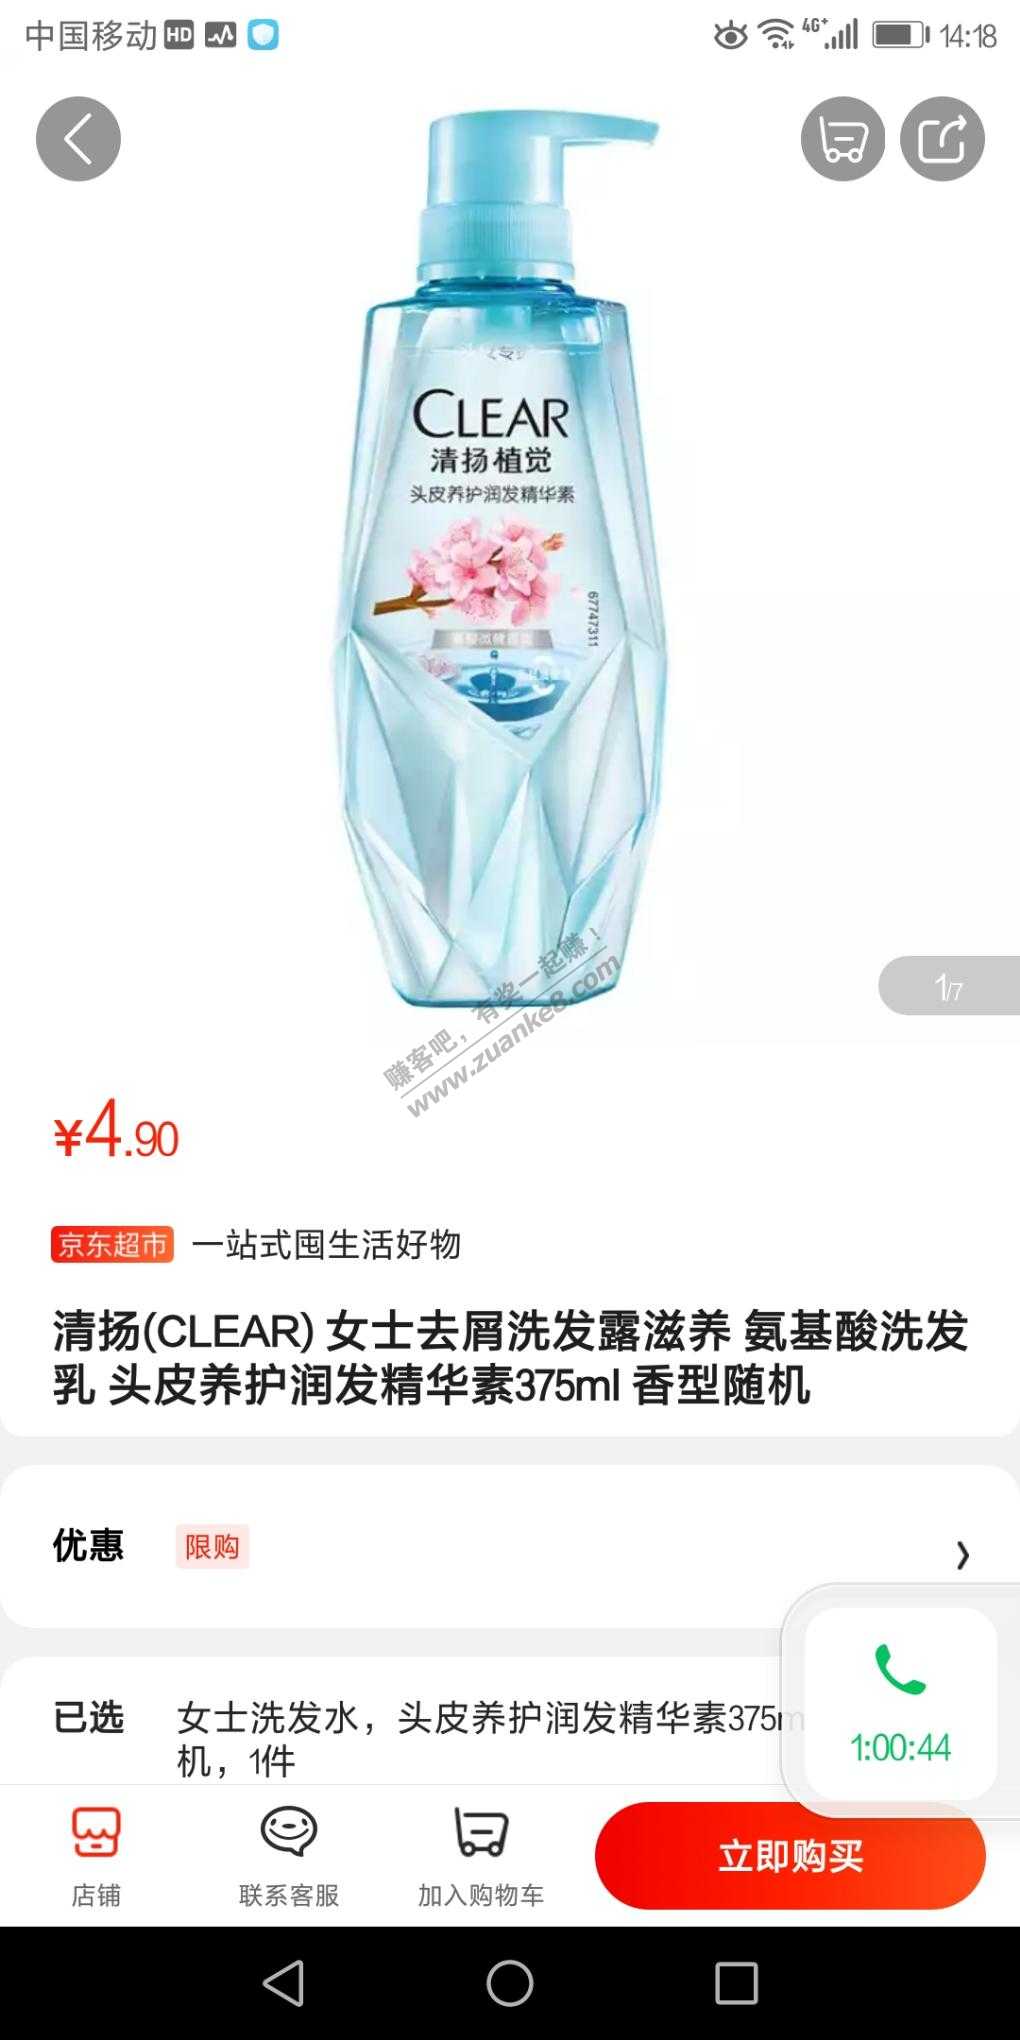 中国移动 HD 4G+ 14:18
CLEAR
清扬植觉
头皮养护润发精华素
67747311
1/7
赚客吧，有奖一起赚！
www.zuanke8.com
¥4.90
京东超市 一站式囤生活好物
清扬(CLEAR) 女士去屑洗发露滋养 氨基酸洗发
乳 头皮养护润发精华素375ml 香型随机
优惠 限购
已选 女士洗发水，头皮养护润发精华素375m
机，1件
1:00:44
店铺 联系客服 加入购物车 立即购买